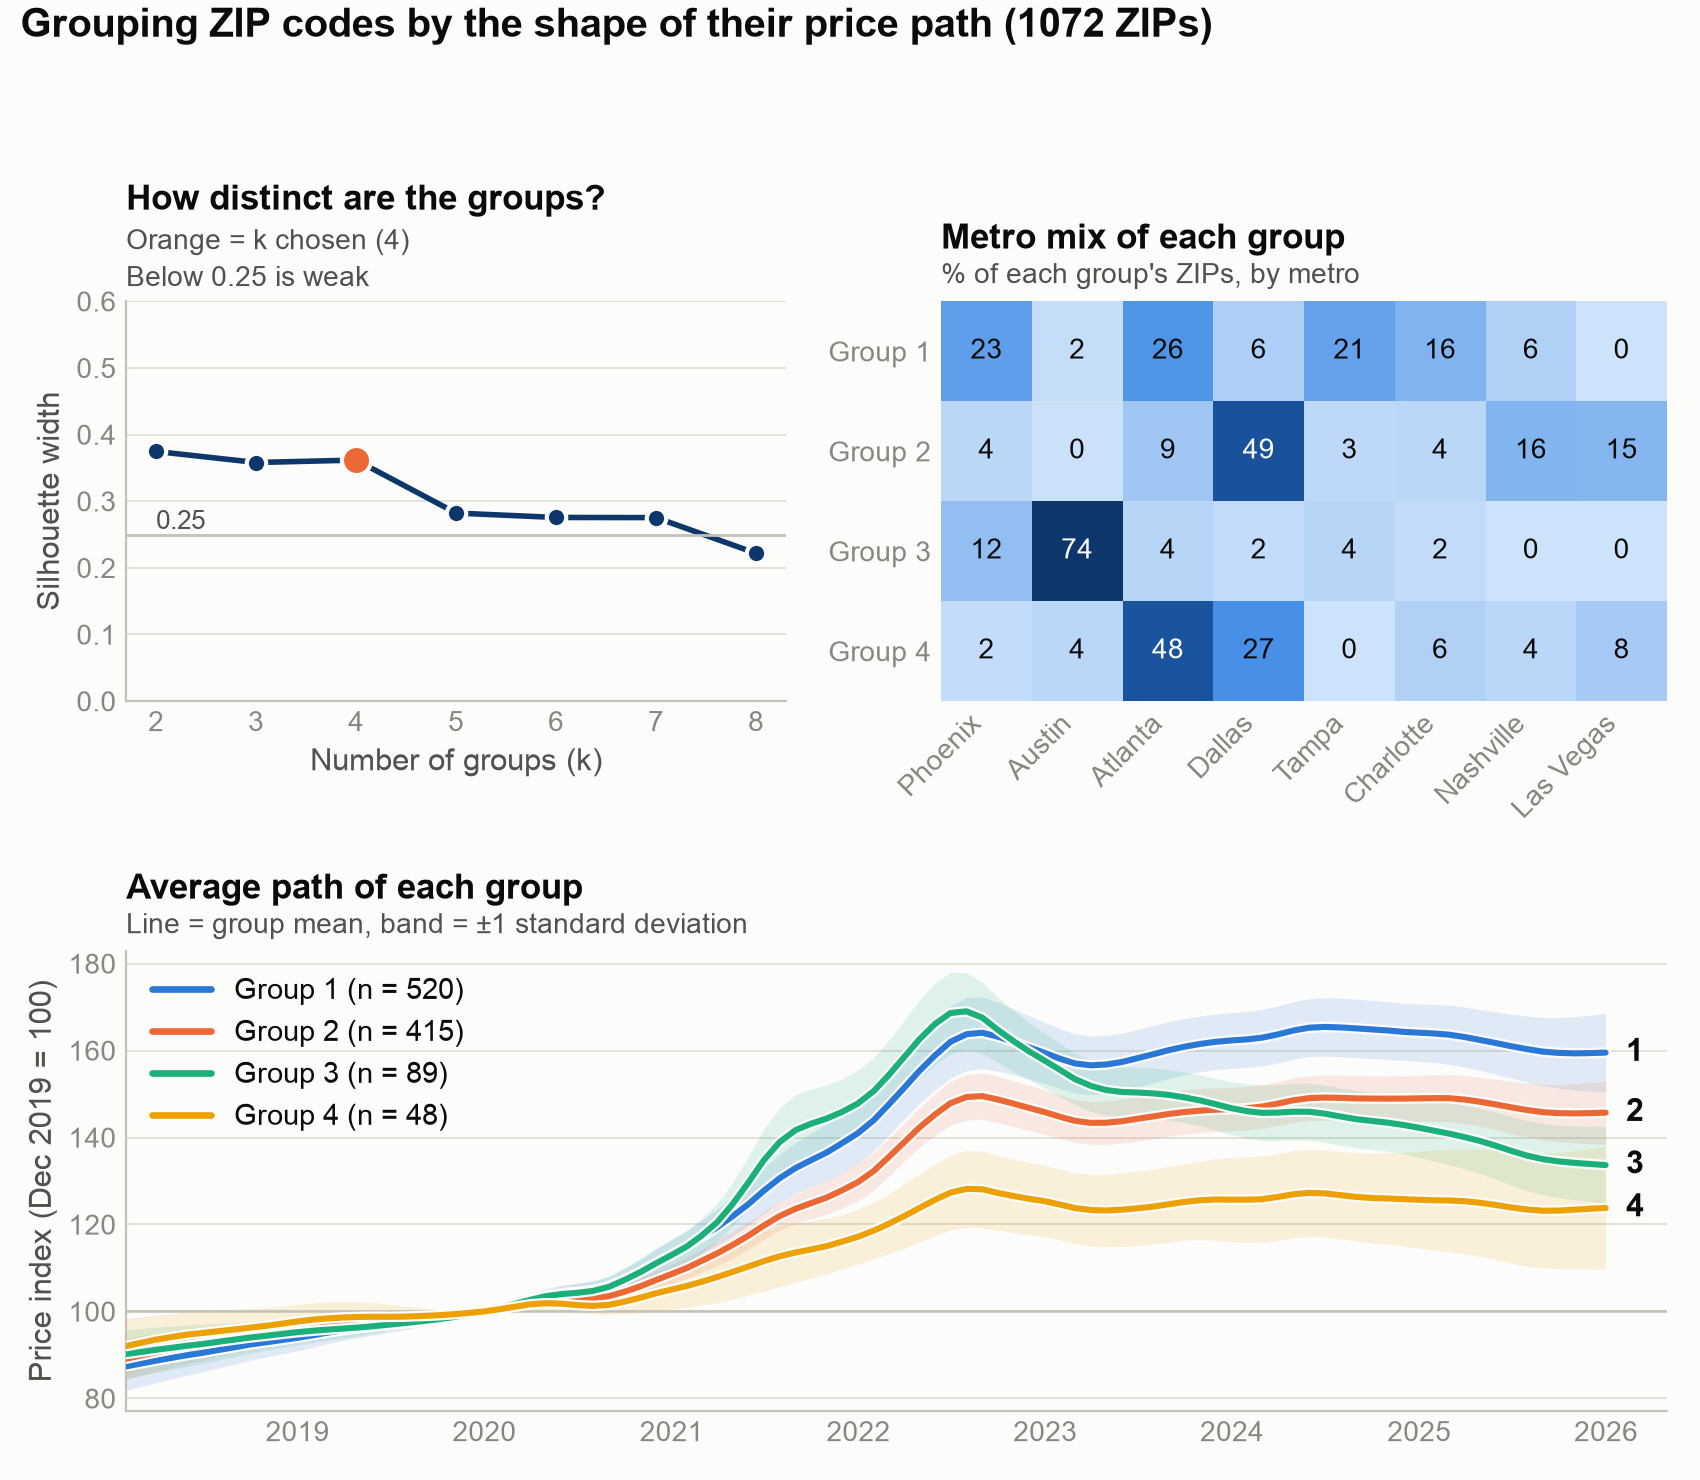 Grouping ZIP codes by the shape of their price path (1072 ZIPs)
How distinct are the groups?
Orange = k chosen (4)
Below 0.25 is weak
0.6
0.5
0.4
0.3
0.2
0.1
0.0
Silhouette width
0.25
2 3 4 5 6 7 8
Number of groups (k)
Metro mix of each group
% of each group's ZIPs, by metro
Group 1 23 2 26 6 21 16 6 0
Group 2 4 0 9 49 3 4 16 15
Group 3 12 74 4 2 4 2 0 0
Group 4 2 4 48 27 0 6 4 8
Phoenix Austin Atlanta Dallas Tampa Charlotte Nashville Las Vegas
Average path of each group
Line = group mean, band = ±1 standard deviation
180
160
140
120
100
80
Price index (Dec 2019 = 100)
Group 1 (n = 520)
Group 2 (n = 415)
Group 3 (n = 89)
Group 4 (n = 48)
1
2
3
4
2019 2020 2021 2022 2023 2024 2025 2026